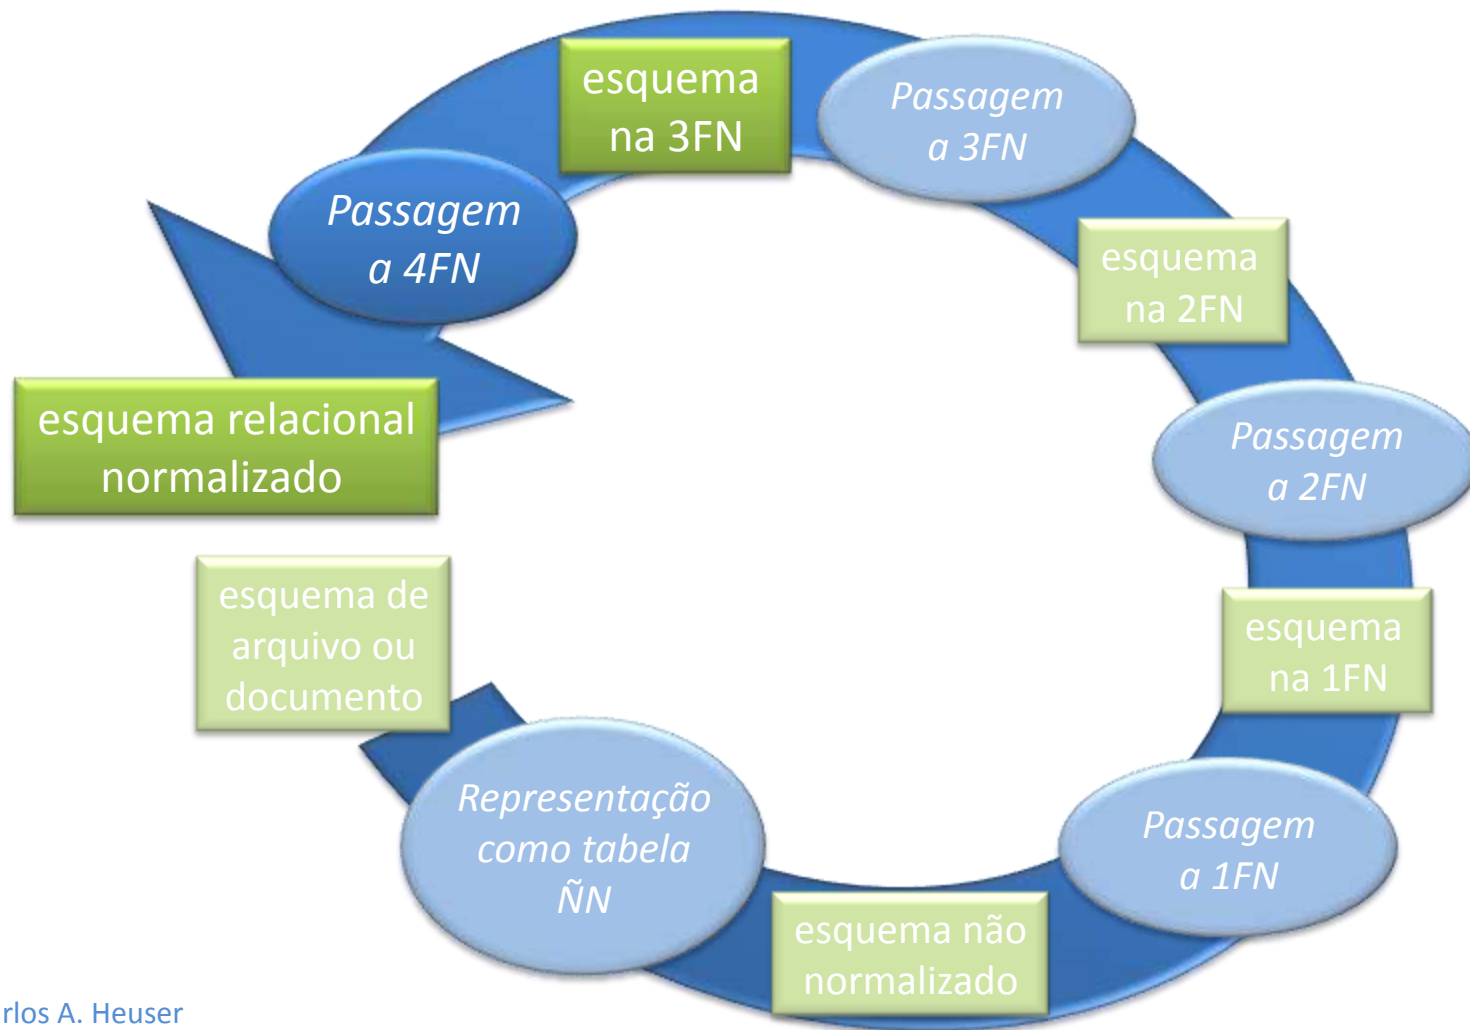 esquema
na 3FN
Passagem
a 3FN
Passagem
a 4FN
esquema
na 2FN
esquema relacional
normalizado
Passagem
a 2FN
esquema de
arquivo ou
documento
esquema
na 1FN
Representação
como tabela
ÑN
Passagem
a 1FN
esquema não
normalizado
rlos A. Heuser